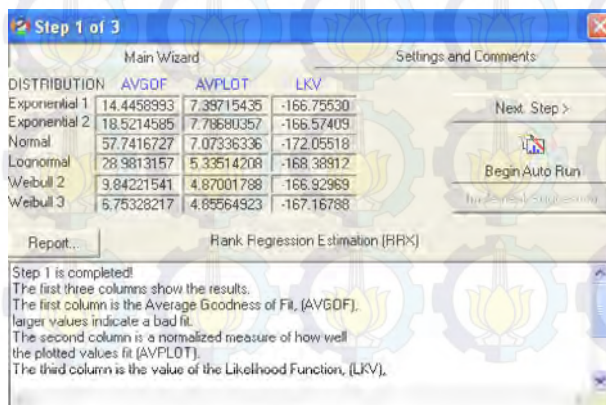 Step 1 of 3
Main Wizard Settings and Comments
DISTRIBUTION AVGOF AVPLOT LKV
Exponential 1 14.4458993 7.39715435 -166.75530
Exponential 2 18.5214585 7.78680357 -166.57409
Normal 57.7416727 7.07336336 -172.05518
Lognormal 28.9813157 5.33514208 -168.38912
Weibull 2 9.84221541 4.87001788 -166.92969
Weibull 3 6.75328217 4.85564923 -167.16788
Next Step >
Begin Auto Run
Report...
Rank Regression Estimation (RRX)
Step 1 is completed!
The first three columns show the results.
The first column is the Average Goodness of Fit, (AVGOF),
larger values indicate a bad fit.
The second column is a normalized measure of how well
the plotted values fit (AVPLOT).
The third column is the value of the Likelihood Function, (LKV),